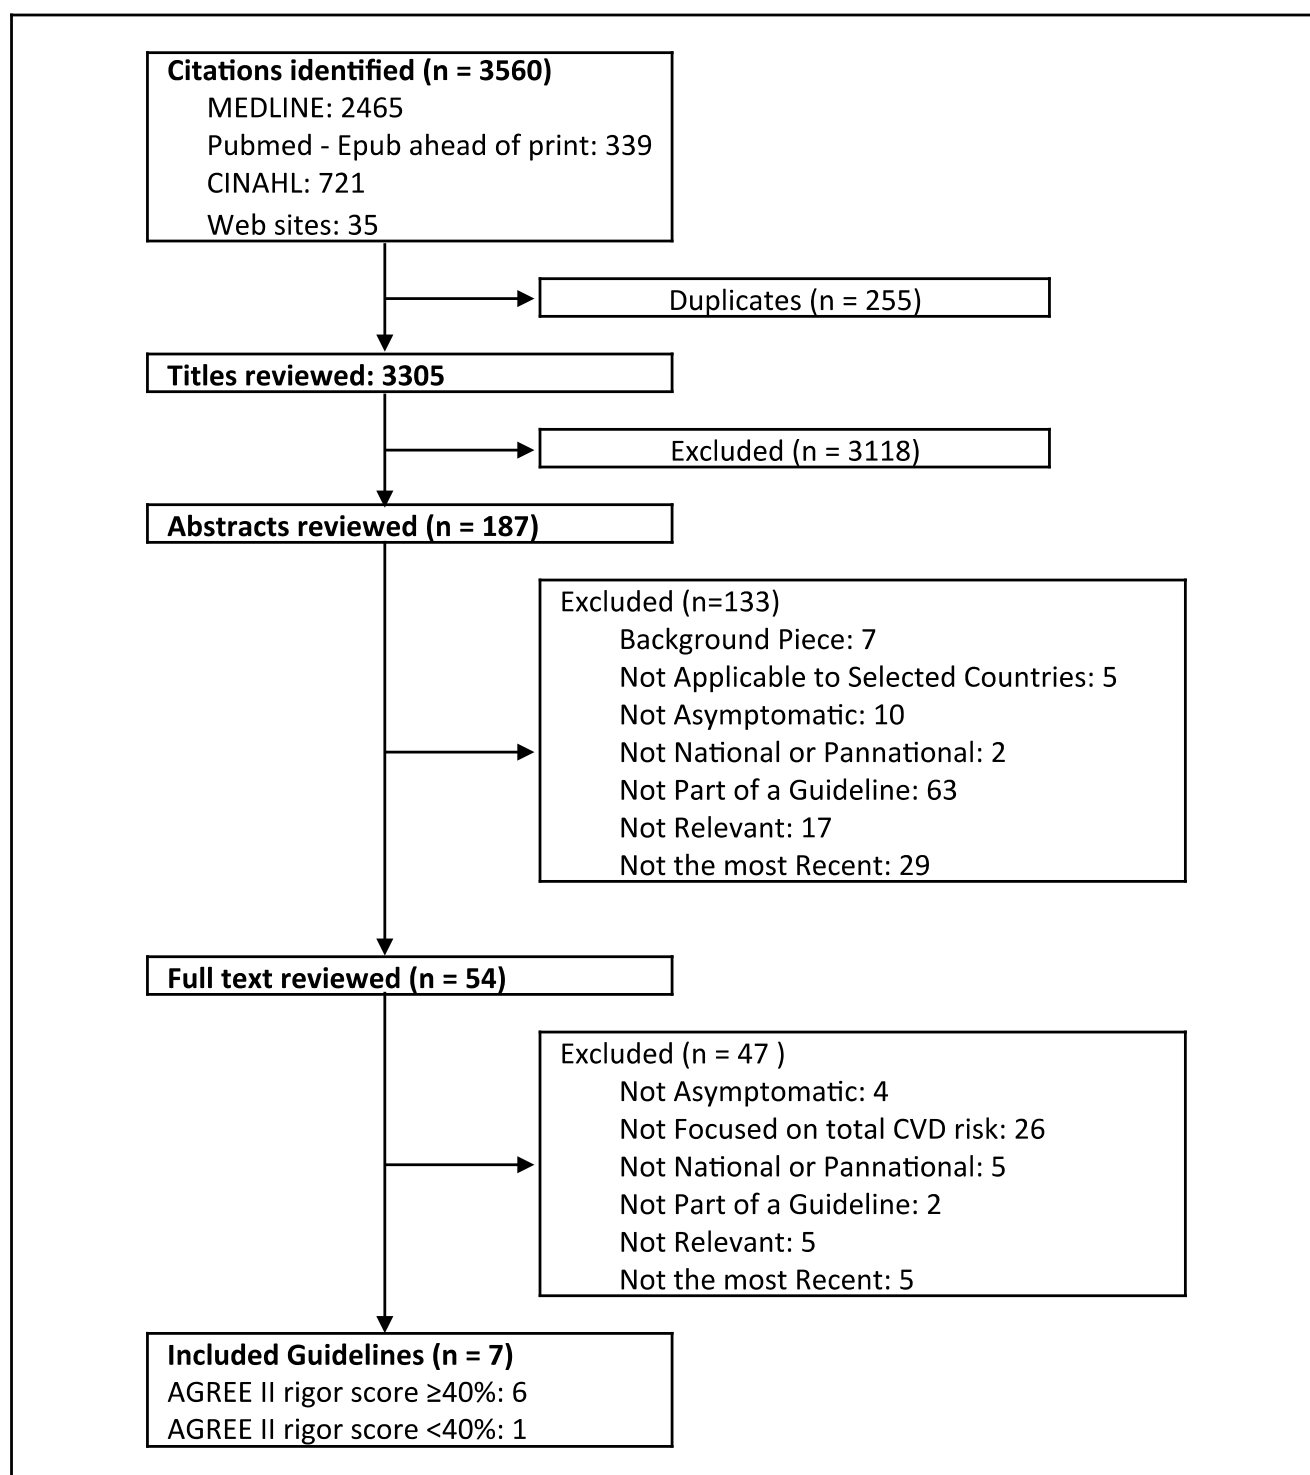 Citations identified (n = 3560)
MEDLINE: 2465
Pubmed - Epub ahead of print: 339
CINAHL: 721
Web sites: 35
Duplicates (n = 255)
Titles reviewed: 3305
Excluded (n = 3118)
Abstracts reviewed (n = 187)
Excluded (n=133)
Background Piece: 7
Not Applicable to Selected Countries: 5
Not Asymptomatic: 10
Not National or Pannational: 2
Not Part of a Guideline: 63
Not Relevant: 17
Not the most Recent: 29
Full text reviewed (n = 54)
Excluded (n = 47 )
Not Asymptomatic: 4
Not Focused on total CVD risk: 26
Not National or Pannational: 5
Not Part of a Guideline: 2
Not Relevant: 5
Not the most Recent: 5
Included Guidelines (n = 7)
AGREE II rigor score ≥40%: 6
AGREE II rigor score <40%: 1